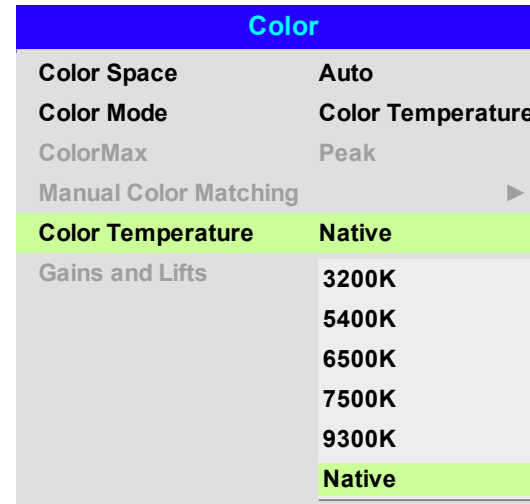 Color
Color Space Auto
Color Mode Color Temperature
ColorMax Peak
Manual Color Matching ►
Color Temperature Native
Gains and Lifts
3200K
5400K
6500K
7500K
9300K
Native